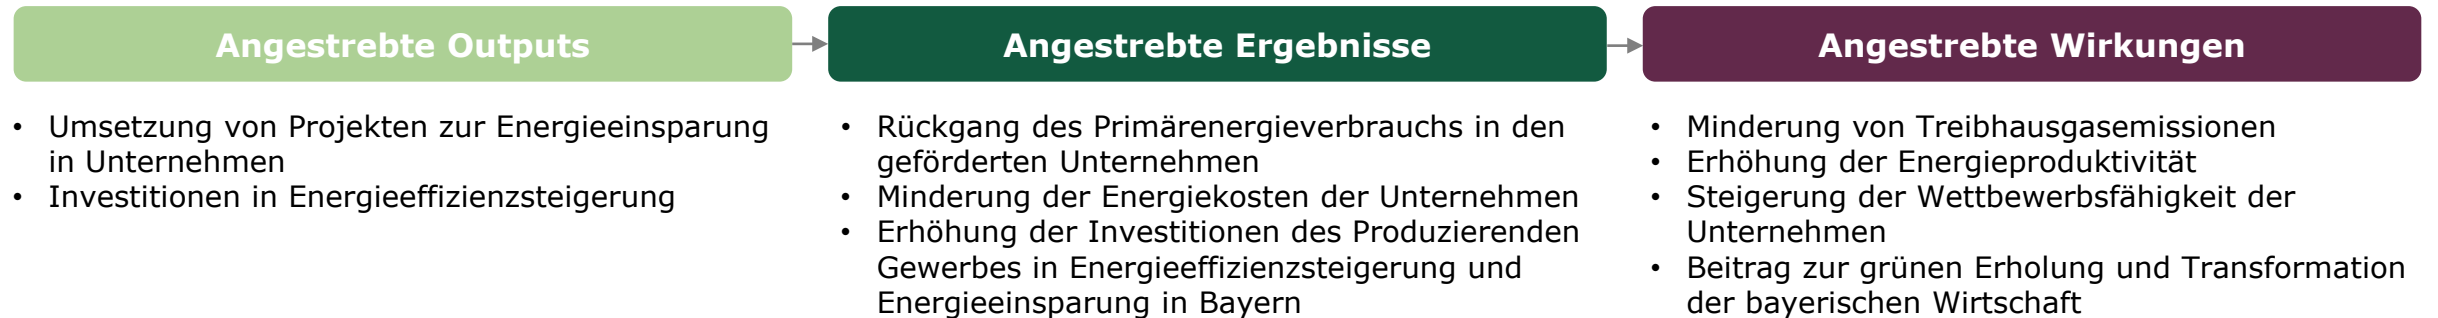 Angestrebte Outputs
• Umsetzung von Projekten zur Energieeinsparung
in Unternehmen
• Investitionen in Energieeffizienzsteigerung
Angestrebte Ergebnisse
• Rückgang des Primärenergieverbrauchs in den
geförderten Unternehmen
• Minderung der Energiekosten der Unternehmen
• Erhöhung der Investitionen des Produzierenden
Gewerbes in Energieeffizienzsteigerung und
Energieeinsparung in Bayern
Angestrebte Wirkungen
• Minderung von Treibhausgasemissionen
• Erhöhung der Energieproduktivität
• Steigerung der Wettbewerbsfähigkeit der
Unternehmen
• Beitrag zur grünen Erholung und Transformation
der bayerischen Wirtschaft